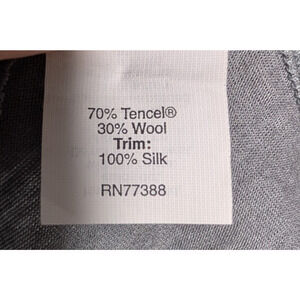 70% Tencel®
30% Wool
Trim:
100% Silk
RN77388